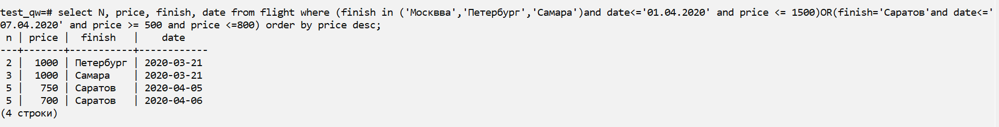 test_qw=# select N, price, finish, date from flight where (finish in ('Москвва','Петербург','Самара')and date<='01.04.2020' and price <= 1500)OR(finish='Саратов'and date<='
07.04.2020' and price >= 500 and price <=800) order by price desc;
 n | price |  finish   |    date
---+-------+-----------+------------
 2 |  1000 | Петербург | 2020-03-21
 3 |  1000 | Самара    | 2020-03-21
 5 |   750 | Саратов   | 2020-04-05
 5 |   700 | Саратов   | 2020-04-06
(4 строки)